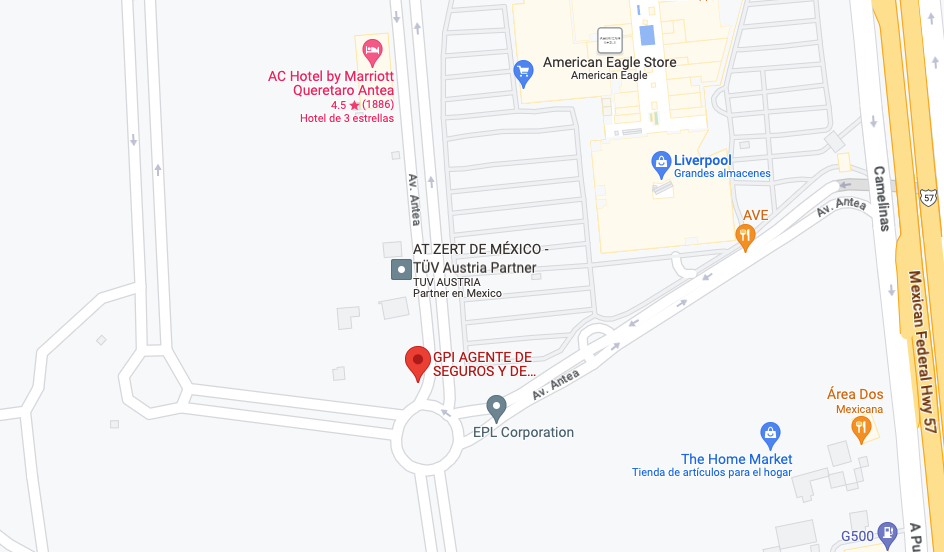 American Eagle Store
American Eagle
AC Hotel by Marriott
Queretaro Antea
4.5 ★ (1886)
Hotel de 3 estrellas
Liverpool
Grandes almacenes
Camelinas
57
Av. Antea
Av. Antea
AVE
AT ZERT DE MÉXICO -
TÜV Austria Partner
TUV AUSTRIA
Partner en Mexico
Mexican Federal Hwy 57
GPI AGENTE DE
SEGUROS Y DE...
Av. Antea
EPL Corporation
Área Dos
Mexicana
The Home Market
Tienda de artículos para el hogar
G500
A Pu